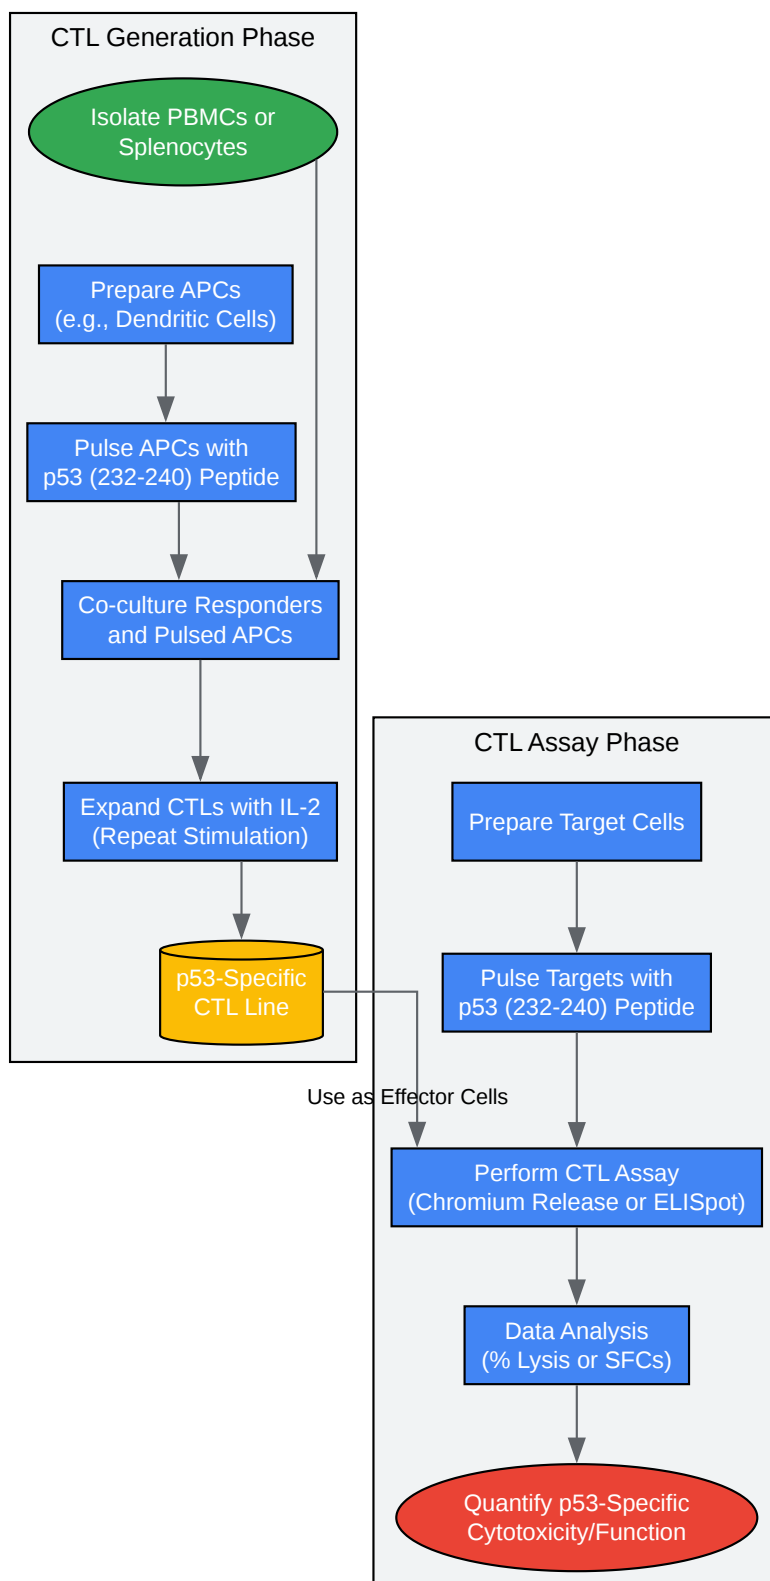 CTL Generation Phase
Isolate PBMCs or
Splenocytes
Prepare APCs
(e.g., Dendritic Cells)
Pulse APCs with
p53 (232-240) Peptide
Co-culture Responders
and Pulsed APCs
Expand CTLs with IL-2
(Repeat Stimulation)
p53-Specific
CTL Line
Use as Effector Cells
CTL Assay Phase
Prepare Target Cells
Pulse Targets with
p53 (232-240) Peptide
Perform CTL Assay
(Chromium Release or ELISpot)
Data Analysis
(% Lysis or SFCs)
Quantify p53-Specific
Cytotoxicity/Function